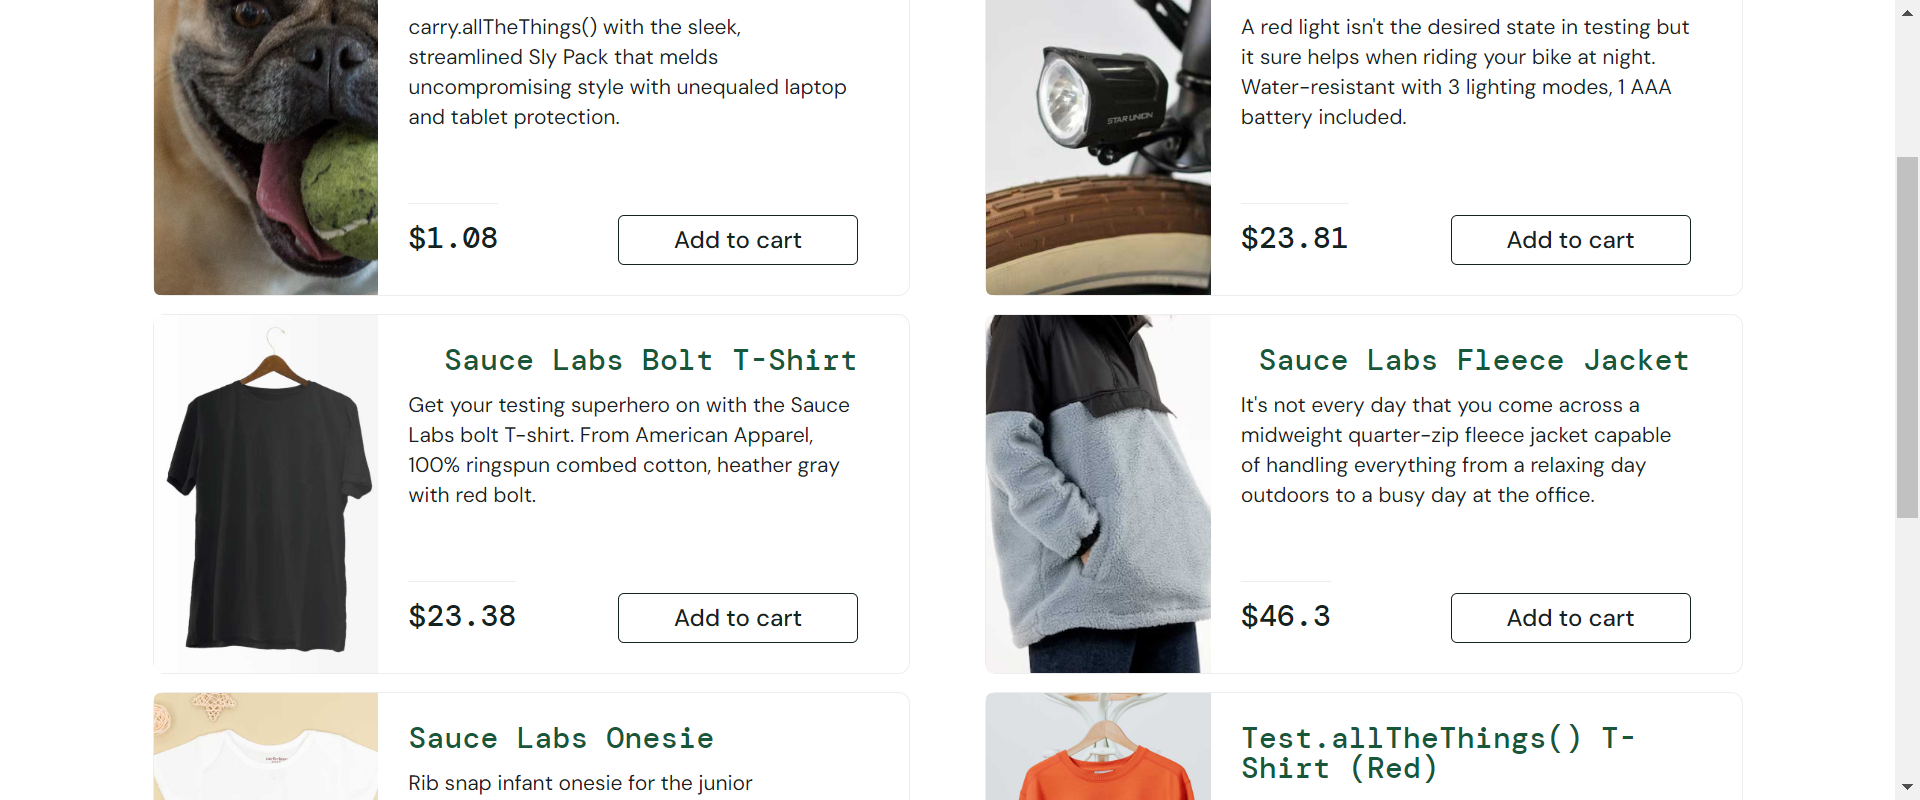 carry.allTheThings() with the sleek,
streamlined Sly Pack that melds
uncompromising style with unequaled laptop
and tablet protection.
$1.08
Add to cart
A red light isn't the desired state in testing but
it sure helps when riding your bike at night.
Water-resistant with 3 lighting modes, 1 AAA
battery included.
STAR UNION
$23.81
Add to cart
Sauce Labs Bolt T-Shirt
Get your testing superhero on with the Sauce
Labs bolt T-shirt. From American Apparel,
100% ringspun combed cotton, heather gray
with red bolt.
$23.38
Add to cart
Sauce Labs Fleece Jacket
It's not every day that you come across a
midweight quarter-zip fleece jacket capable
of handling everything from a relaxing day
outdoors to a busy day at the office.
$46.3
Add to cart
Sauce Labs Onesie
Rib snap infant onesie for the junior
Test.allTheThings() T-
Shirt (Red)